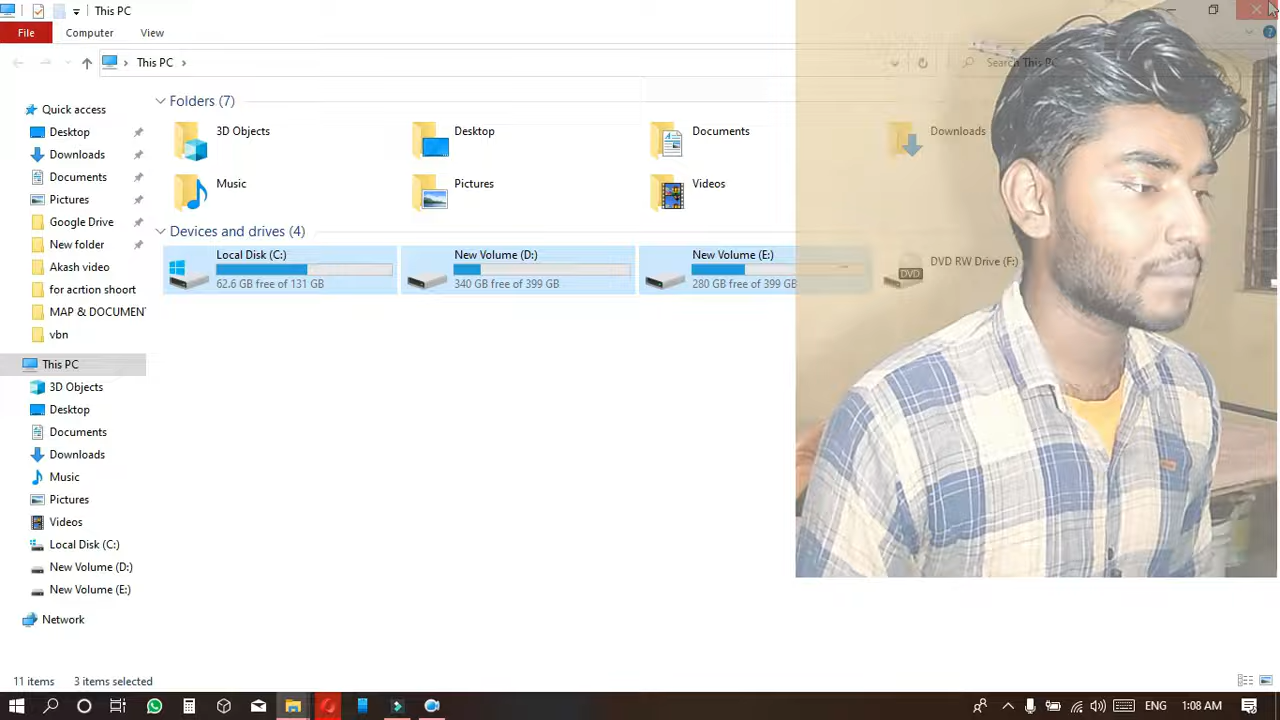 This PC
File Computer View
This PC
Search This PC
Quick access
Desktop
Downloads
Documents
Pictures
Google Drive
New folder
Akash video
for acrtion shoort
MAP & DOCUMEN
vbn
This PC
3D Objects
Desktop
Documents
Downloads
Music
Pictures
Videos
Local Disk (C:)
New Volume (D:)
New Volume (E:)
Network
Folders (7)
3D Objects Desktop Documents Downloads
Music Pictures Videos
Devices and drives (4)
Local Disk (C:)
62.6 GB free of 131 GB
New Volume (D:)
340 GB free of 399 GB
New Volume (E:)
280 GB free of 399 GB
DVD RW Drive (F:)
DVD
11 items 3 items selected
ENG 1:08 AM